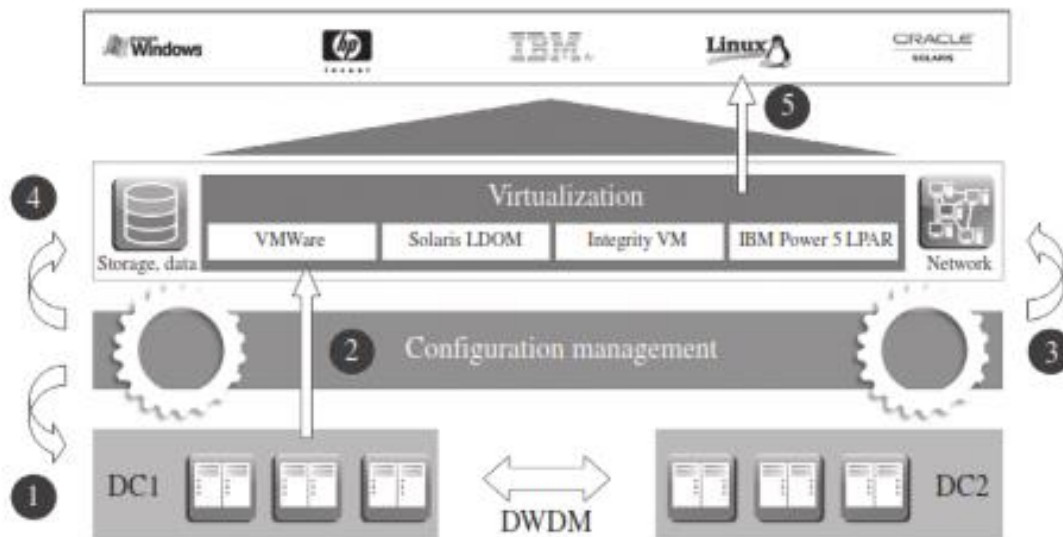 Windows
hp
invent
IBM
Linux
ORACLE
SOLARIS
5
4
Virtualization
VMWare
Solaris LDOM
Integrity VM
IBM Power 5 LPAR
Storage, data
Network
2
Configuration management
3
1
DC1
DC2
DWDM